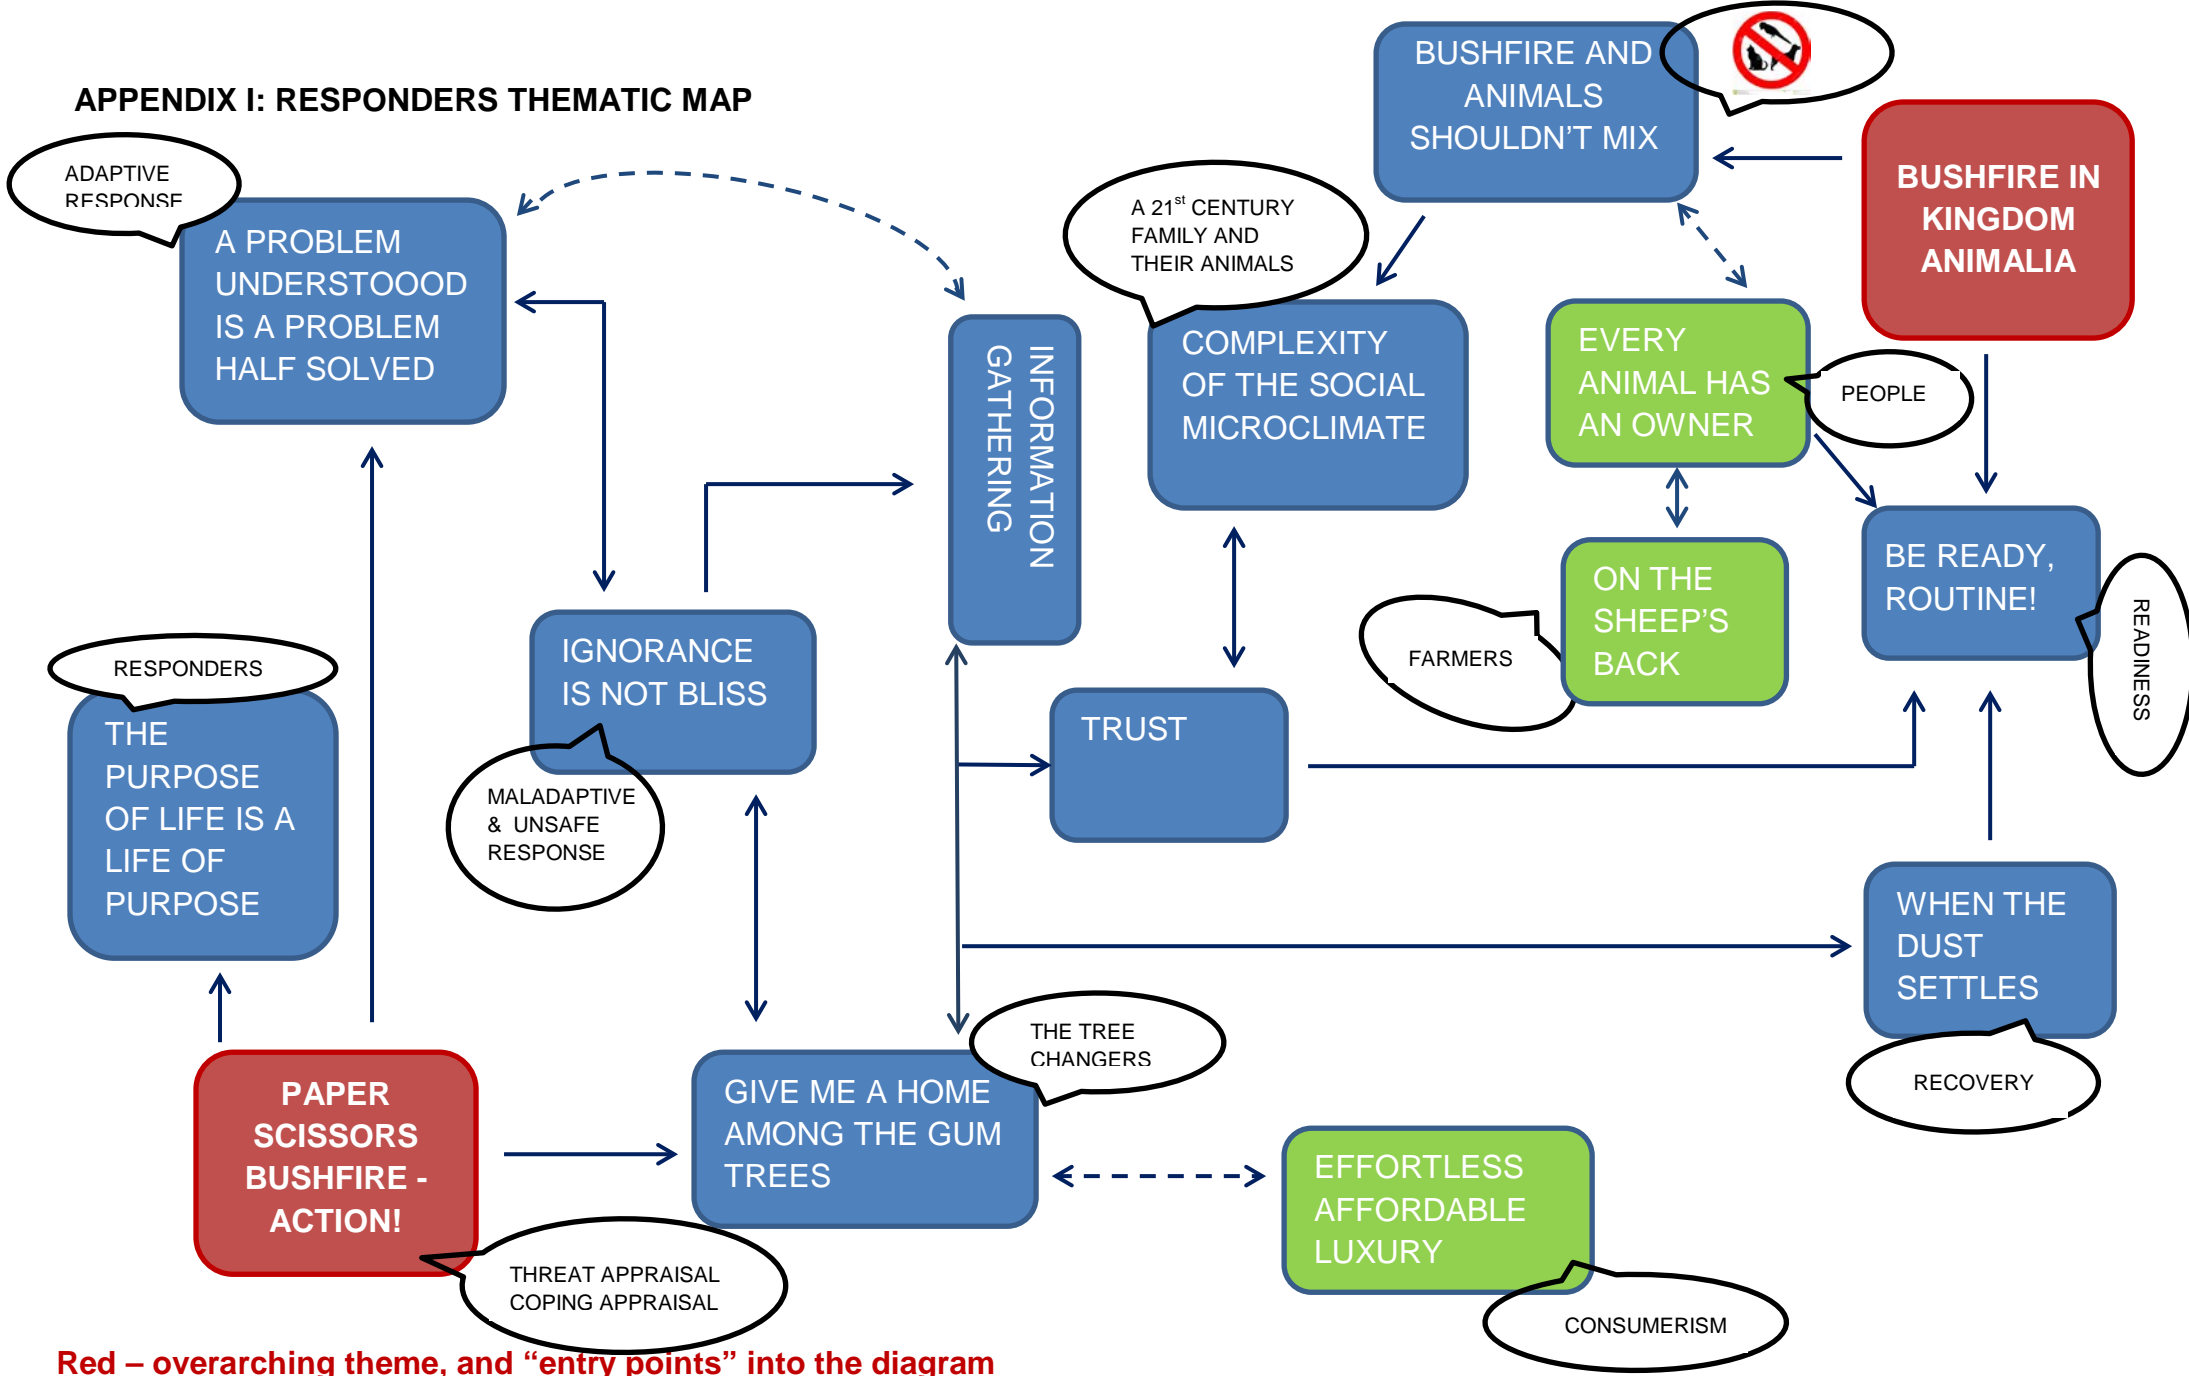 APPENDIX I: RESPONDERS THEMATIC MAP
BUSHFIRE AND
ANIMALS
SHOULDN'T MIX
BUSHFIRE IN
KINGDOM
ANIMALIA
ADAPTIVE
RESPONSE
A PROBLEM
UNDERSTOOOD
IS A PROBLEM
HALF SOLVED
A 21st CENTURY
FAMILY AND
THEIR ANIMALS
COMPLEXITY
OF THE SOCIAL
MICROCLIMATE
INFORMATION
GATHERING
EVERY
ANIMAL HAS
AN OWNER
PEOPLE
ON THE
SHEEP'S
BACK
FARMERS
BE READY,
ROUTINE!
READINESS
RESPONDERS
THE
PURPOSE
OF LIFE IS A
LIFE OF
PURPOSE
IGNORANCE
IS NOT BLISS
MALADAPTIVE
& UNSAFE
RESPONSE
TRUST
WHEN THE
DUST
SETTLES
RECOVERY
PAPER
SCISSORS
BUSHFIRE -
ACTION!
THREAT APPRAISAL
COPING APPRAISAL
THE TREE
CHANGERS
GIVE ME A HOME
AMONG THE GUM
TREES
EFFORTLESS
AFFORDABLE
LUXURY
CONSUMERISM
Red – overarching theme, and “entry points” into the diagram